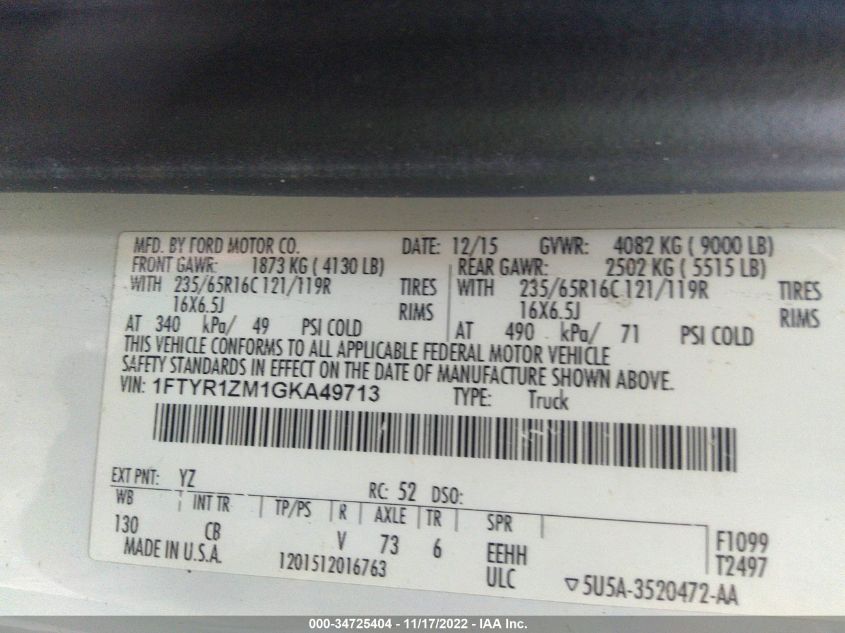 MFD. BY FORD MOTOR CO. DATE: 12/15 GVWR: 4082 KG ( 9000 LB)
FRONT GAWR: 1873 KG ( 4130 LB) REAR GAWR: 2502 KG ( 5515 LB)
WITH 235/65R16C 121/119R TIRES WITH 235/65R16C 121/119R TIRES
16X6.5J RIMS 16X6.5J RIMS
AT 340 kPa/ 49 PSI COLD AT 490 kPa/ 71 PSI COLD
THIS VEHICLE CONFORMS TO ALL APPLICABLE FEDERAL MOTOR VEHICLE
SAFETY STANDARDS IN EFFECT ON THE DATE OF MANUFACTURE SHOWN ABOVE.
VIN: 1FTYR1ZM1GKA49713 TYPE: Truck
EXT PNT: YZ RC: 52 DSO:
WB INT TR TP/PS R AXLE TR SPR
130 CB V 73 6 EEHH F1099
MADE IN U.S.A. 1201512016763 ULC T2497
5U5A-3520472-AA
000-34725404 - 11/17/2022 - IAA Inc.